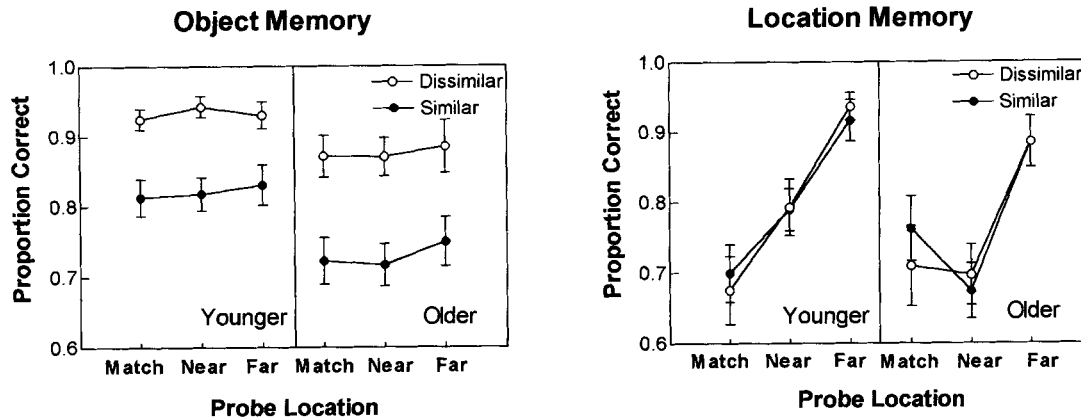 Object Memory
Proportion Correct
1.0
0.9
0.8
0.7
0.6
Dissimilar
Similar
Younger
Older
Match Near Far Match Near Far
Probe Location
Location Memory
Proportion Correct
1.0
0.9
0.8
0.7
0.6
Dissimilar
Similar
Younger
Older
Match Near Far Match Near Far
Probe Location